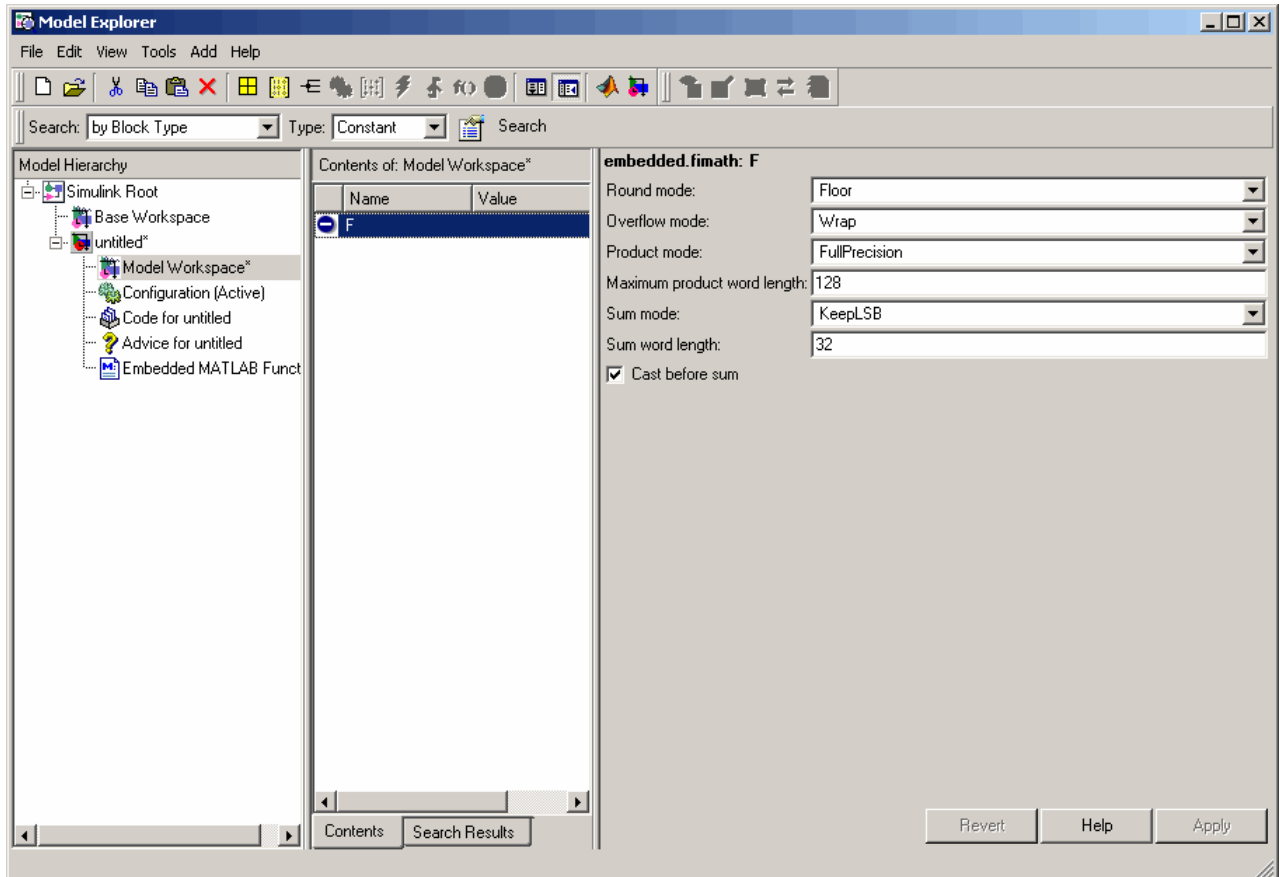 Model Explorer
File Edit View Tools Add Help
f()
Search: by Block Type Type: Constant Search
Model Hierarchy
Simulink Root
Base Workspace
untitled*
Model Workspace*
Configuration (Active)
Code for untitled
Advice for untitled
Embedded MATLAB Funct
Contents of: Model Workspace*
Name Value
F
Contents Search Results
embedded.fimath: F
Round mode: Floor
Overflow mode: Wrap
Product mode: FullPrecision
Maximum product word length: 128
Sum mode: KeepLSB
Sum word length: 32
Cast before sum
Revert Help Apply